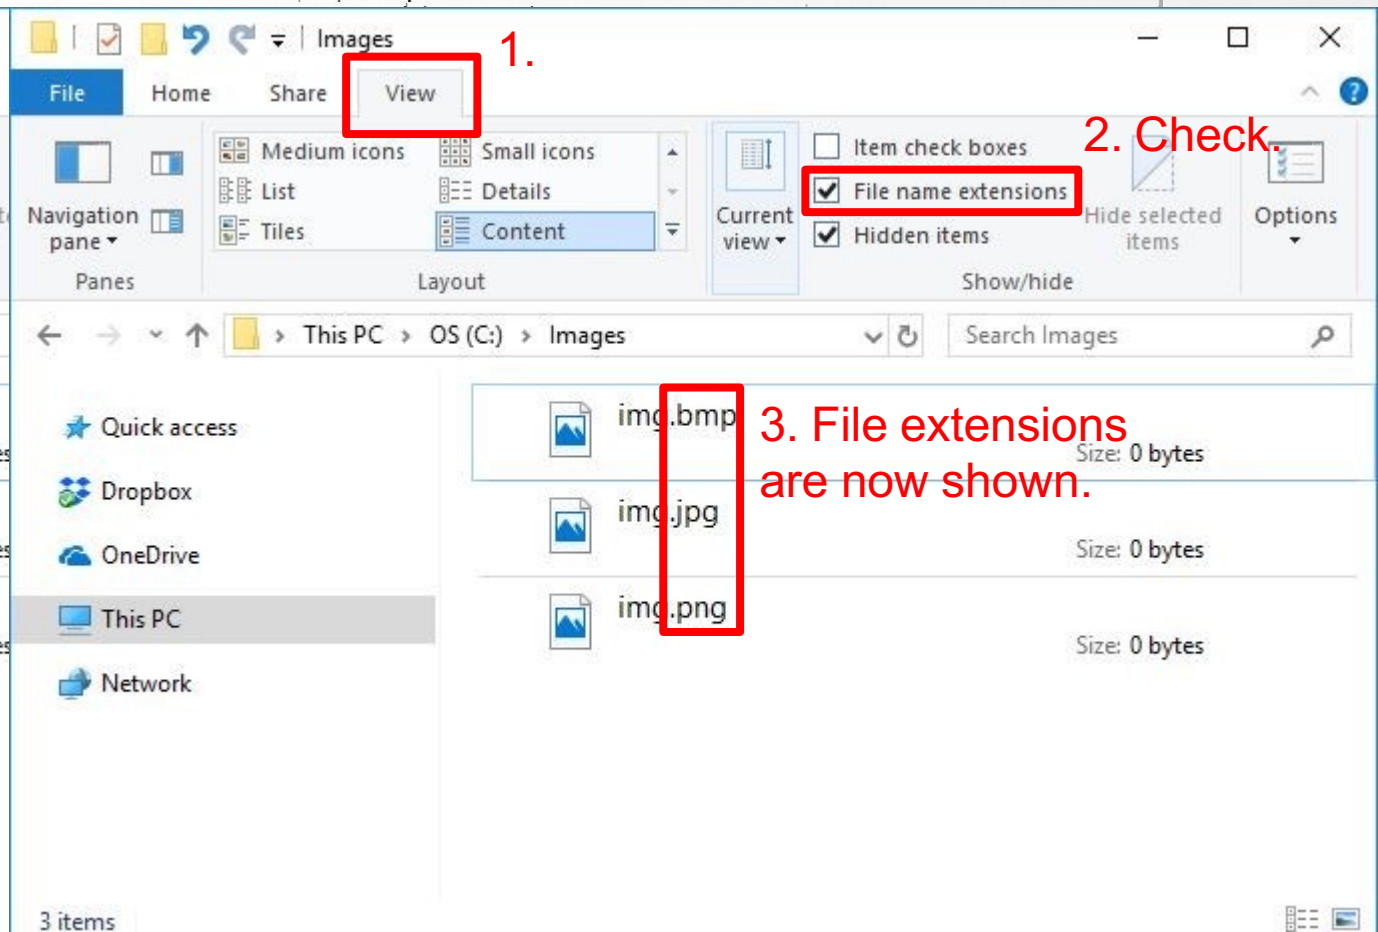 Images
1.
File Home Share View
Medium icons Small icons
List Details
Tiles Content
Navigation pane
Current view
Item check boxes
File name extensions
Hidden items
2. Check.
Hide selected items
Options
Panes Layout Show/hide
This PC > OS (C:) > Images
Search Images
Quick access
Dropbox
OneDrive
This PC
Network
img.bmp
Size: 0 bytes
3. File extensions
are now shown.
img.jpg
Size: 0 bytes
img.png
Size: 0 bytes
3 items